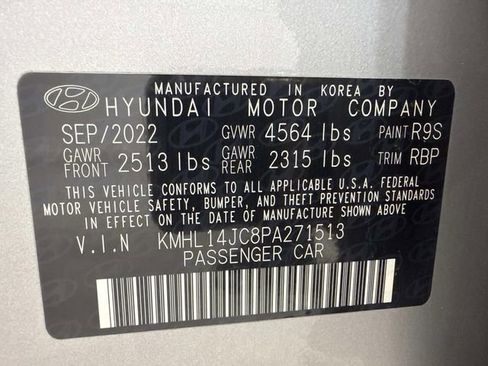 MANUFACTURED IN KOREA BY
HYUNDAI MOTOR COMPANY
SEP/2022 GVWR 4564 lbs PAINT R9S
GAWR FRONT 2513 lbs GAWR REAR 2315 lbs TRIM RBP
THIS VEHICLE CONFORMS TO ALL APPLICABLE U.S.A. FEDERAL
MOTOR VEHICLE SAFETY, BUMPER, AND THEFT PREVENTION STANDARDS
IN EFFECT ON THE DATE OF MANUFACTURE SHOWN ABOVE.
V.I.N KMHL14JC8PA271513
PASSENGER CAR